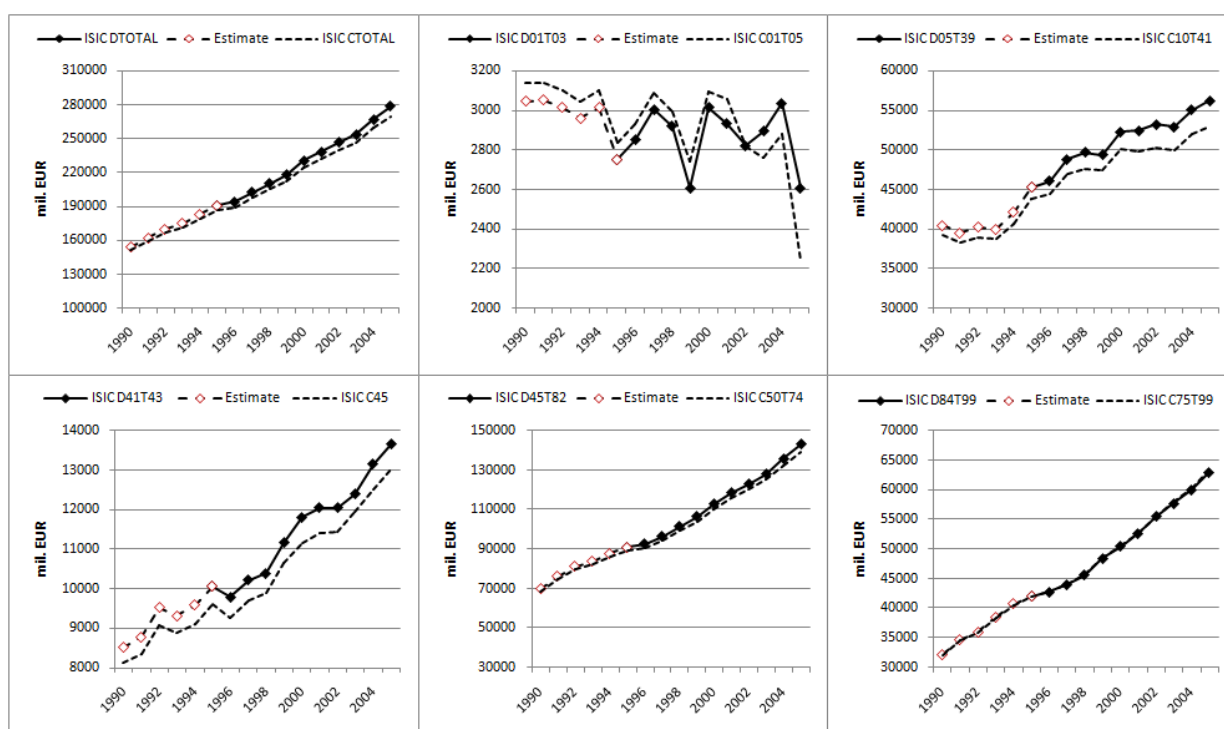 ISIC DTOTAL Estimate ISIC CTOTAL
mil. EUR
310000
280000
250000
220000
190000
160000
130000
100000
1990 1992 1994 1996 1998 2000 2002 2004
ISIC D01T03 Estimate ISIC C01T05
mil. EUR
3200
3000
2800
2600
2400
2200
2000
1990 1992 1994 1996 1998 2000 2002 2004
ISIC D05T39 Estimate ISIC C10T41
mil. EUR
60000
55000
50000
45000
40000
35000
30000
1990 1992 1994 1996 1998 2000 2002 2004
ISIC D41T43 Estimate ISIC C45
mil. EUR
14000
13000
12000
11000
10000
9000
8000
1990 1992 1994 1996 1998 2000 2002 2004
ISIC D45T82 Estimate ISIC C50T74
mil. EUR
150000
130000
110000
90000
70000
50000
30000
1990 1992 1994 1996 1998 2000 2002 2004
ISIC D84T99 Estimate ISIC C75T99
mil. EUR
70000
65000
60000
55000
50000
45000
40000
35000
30000
1990 1992 1994 1996 1998 2000 2002 2004